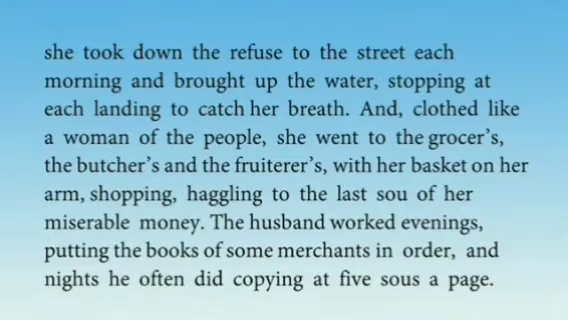 she took down the refuse to the street each
morning and brought up the water, stopping at
each landing to catch her breath. And, clothed like
a woman of the people, she went to the grocer’s,
the butcher’s and the fruiterer’s, with her basket on her
arm, shopping, haggling to the last sou of her
miserable money. The husband worked evenings,
putting the books of some merchants in order, and
nights he often did copying at five sous a page.